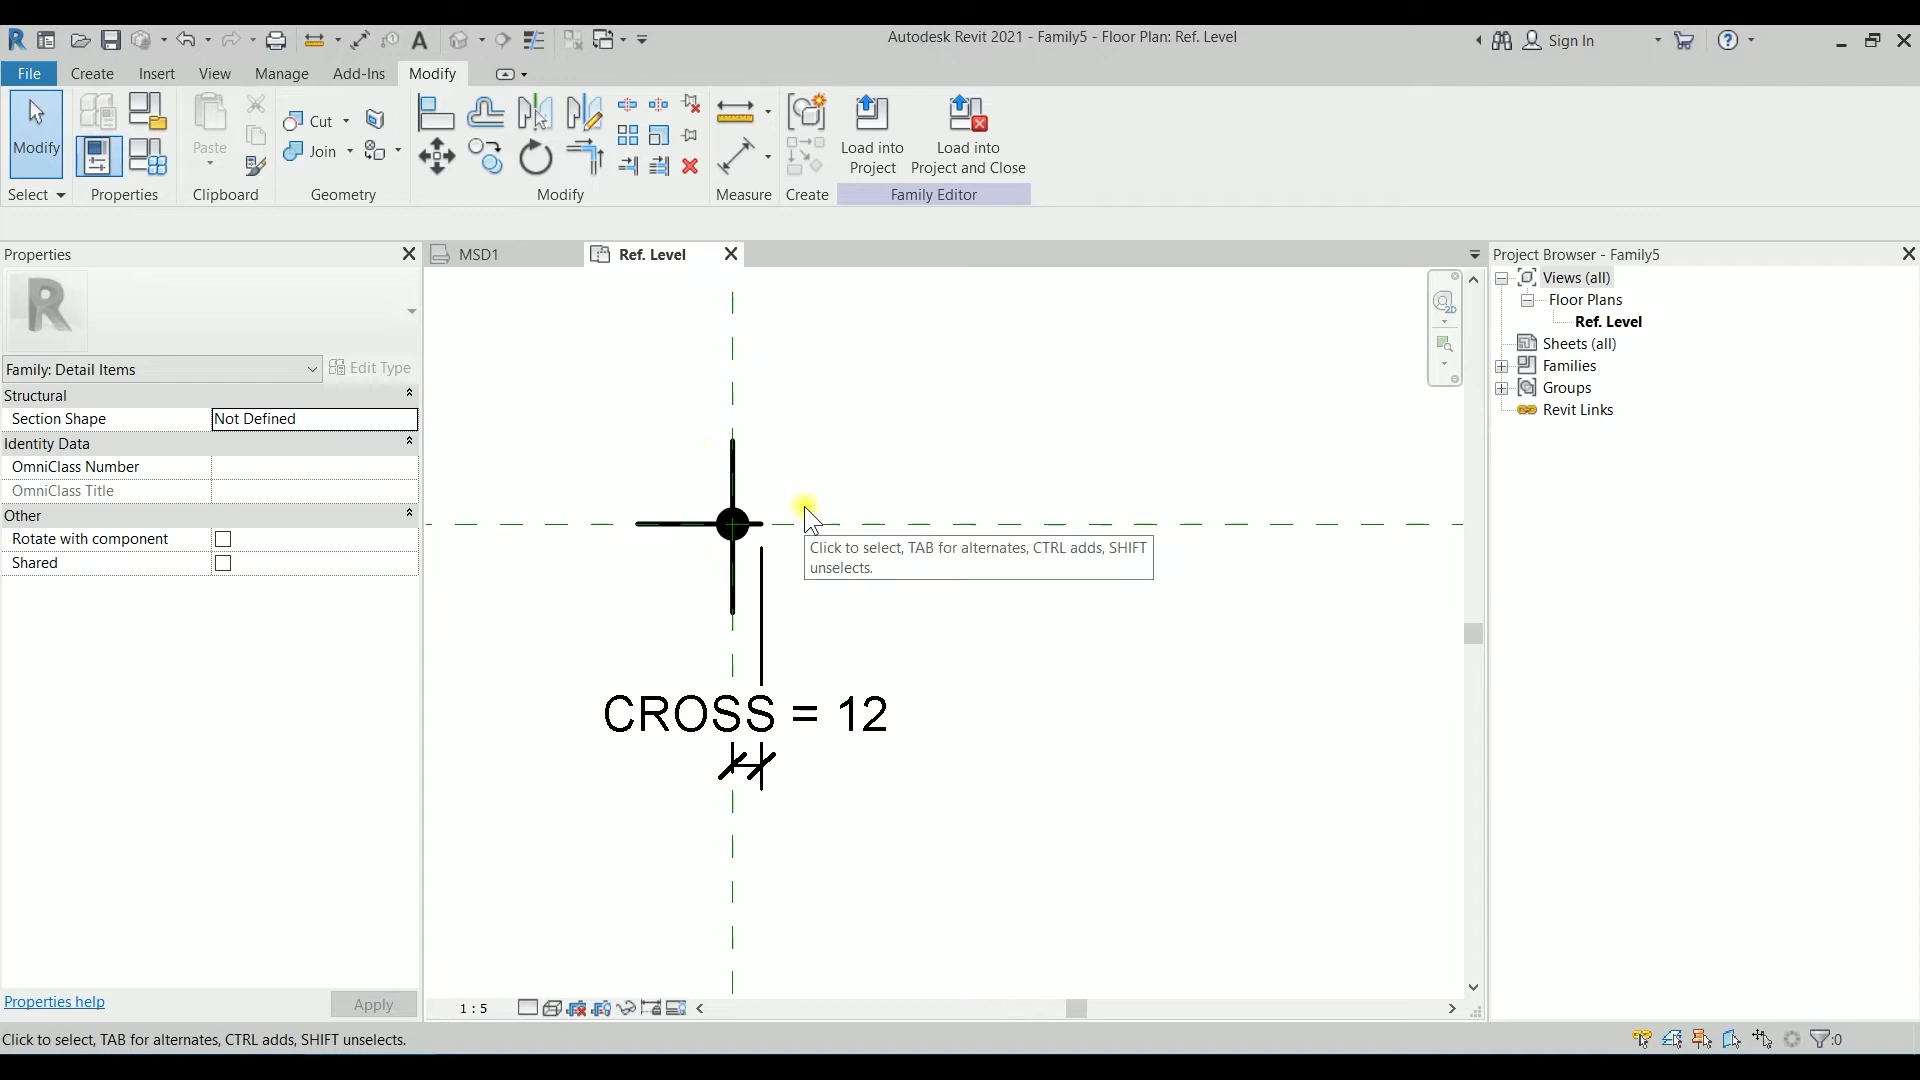 Autodesk Revit 2021 - Family5 - Floor Plan: Ref. Level
Sign In
File Create Insert View Manage Add-Ins Modify
Modify
Paste
Cut
Join
Load into Project
Load into Project and Close
Select Properties Clipboard Geometry Modify Measure Create Family Editor
Properties
Family: Detail Items
Edit Type
Structural
Section Shape Not Defined
Identity Data
OmniClass Number
OmniClass Title
Other
Rotate with component
Shared
Properties help
Apply
MSD1
Ref. Level
Click to select, TAB for alternates, CTRL adds, SHIFT
unselects.
CROSS = 12
1 : 5
Project Browser - Family5
Views (all)
Floor Plans
Ref. Level
Sheets (all)
Families
Groups
Revit Links
Click to select, TAB for alternates, CTRL adds, SHIFT unselects.
:0